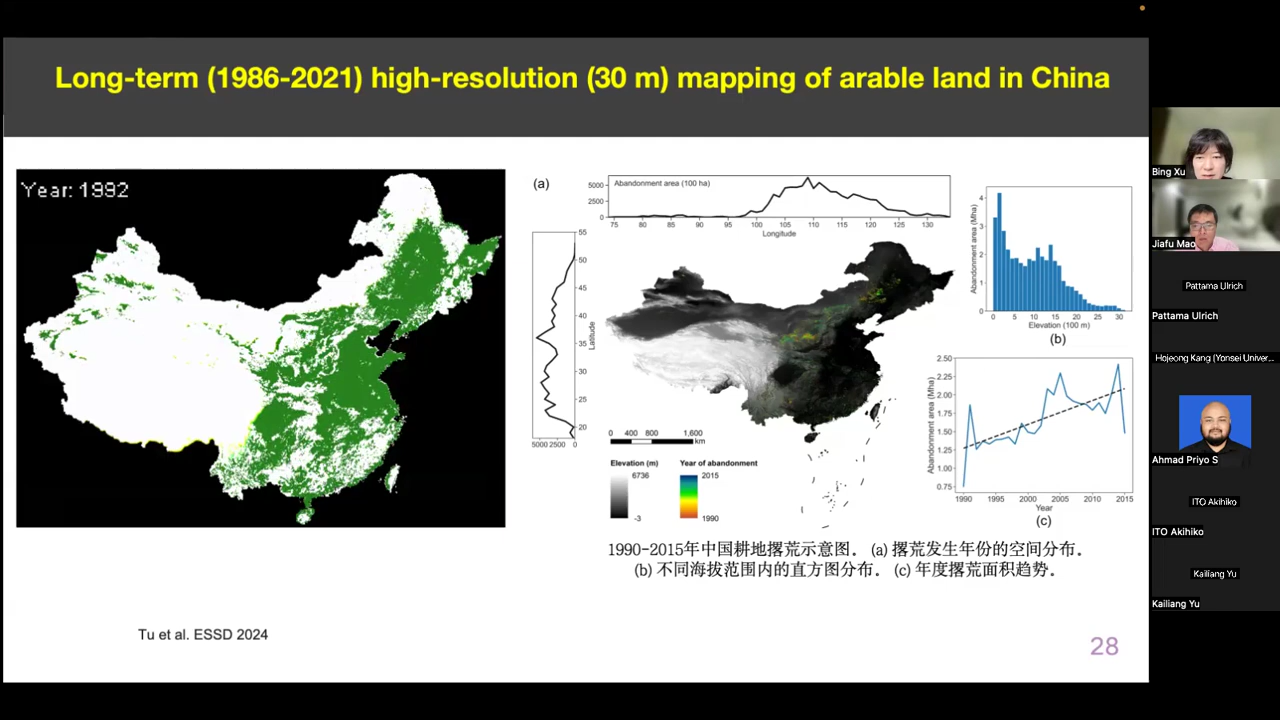 Long-term (1986-2021) high-resolution (30 m) mapping of arable land in China
Year: 1992
(a)
Abandonment area (100 ha)
5000
2500
0
75 80 85 90 95 100 105 110 115 120 125 130
Longitude
55
50
45
40
35
30
25
20
Latitude
5000 2500 0
0 400 800 1,600
km
Elevation (m)
6736
-3
Year of abandonment
2015
1990
Abandonment area (Mha)
4
3
2
1
0
0 5 10 15 20 25 30
Elevation (100 m)
(b)
Abandonment area (Mha)
2.50
2.25
2.00
1.75
1.50
1.25
1.00
0.75
1990 1995 2000 2005 2010 2015
Year
(c)
1990-2015年中国耕地撂荒示意图. (a) 撂荒发生年份的空间分布.
(b) 不同海拔范围内的直方图分布. (c) 年度撂荒面积趋势.
Tu et al. ESSD 2024
28
Bing Xu
Jiafu Mao
Pattama Ulrich
Pattama Ulrich
Hojeong Kang (Yonsei Univer...
Ahmad Priyo S
ITO Akihiko
ITO Akihiko
Kailiang Yu
Kailiang Yu